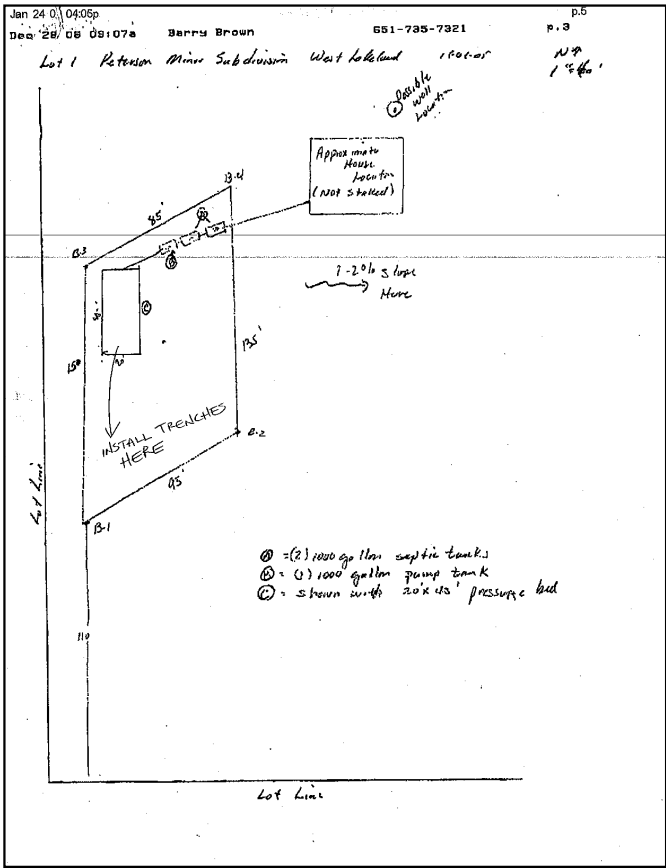 Jan 24 0 04:06p p.5
Dec 28 08 09:07a Barry Brown 651-735-7321 p.3
Lot 1 Peterson Minor Subdivision West Lakeland
Possible
Well
Location
Approximate
House
Location
(Not Staked)
B-4
85'
B-3
1-2% Slope
Here
150
135'
INSTALL TRENCHES
HERE
B-2
95'
B-1
Lot Line
A = (2) 1000 gallon septic tanks
B = (1) 1000 gallon pump tank
C = shown with 20'x45' pressure bed
110
Lot Line